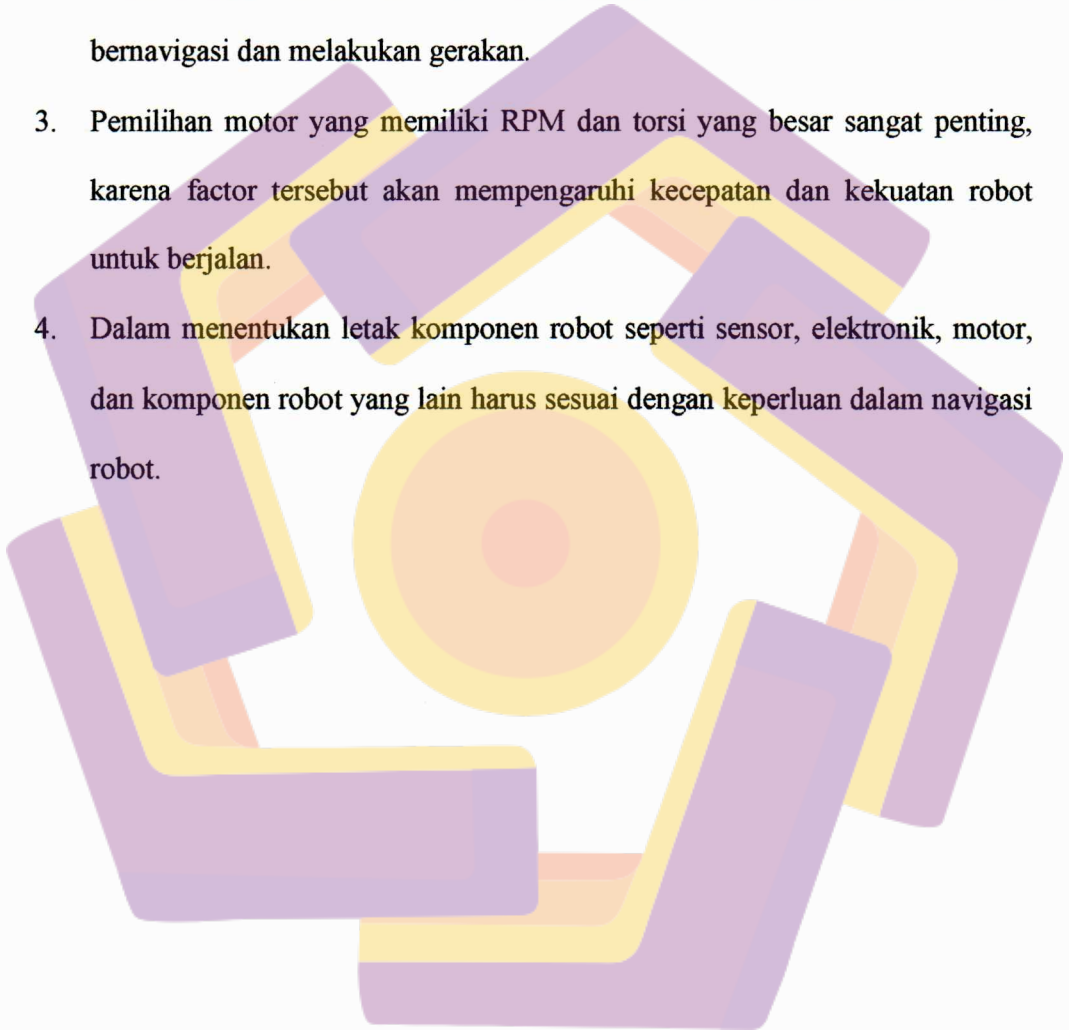 bernavigasi dan melakukan gerakan.
3. Pemilihan motor yang memiliki RPM dan torsi yang besar sangat penting,
karena factor tersebut akan mempengaruhi kecepatan dan kekuatan robot
untuk berjalan.
4. Dalam menentukan letak komponen robot seperti sensor, elektronik, motor,
dan komponen robot yang lain harus sesuai dengan keperluan dalam navigasi
robot.